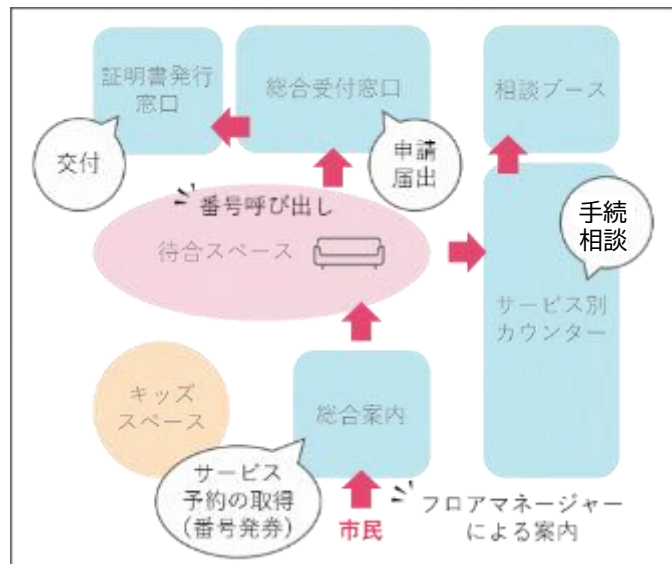 証明書発行
窓口
総合受付窓口
相談ブース
交付
申請
届出
番号呼び出し
待合スペース
手続
相談
サービス別
カウンター
キッズ
スペース
総合案内
サービス
予約の取得
(番号発券)
市民
フロアマネージャー
による案内